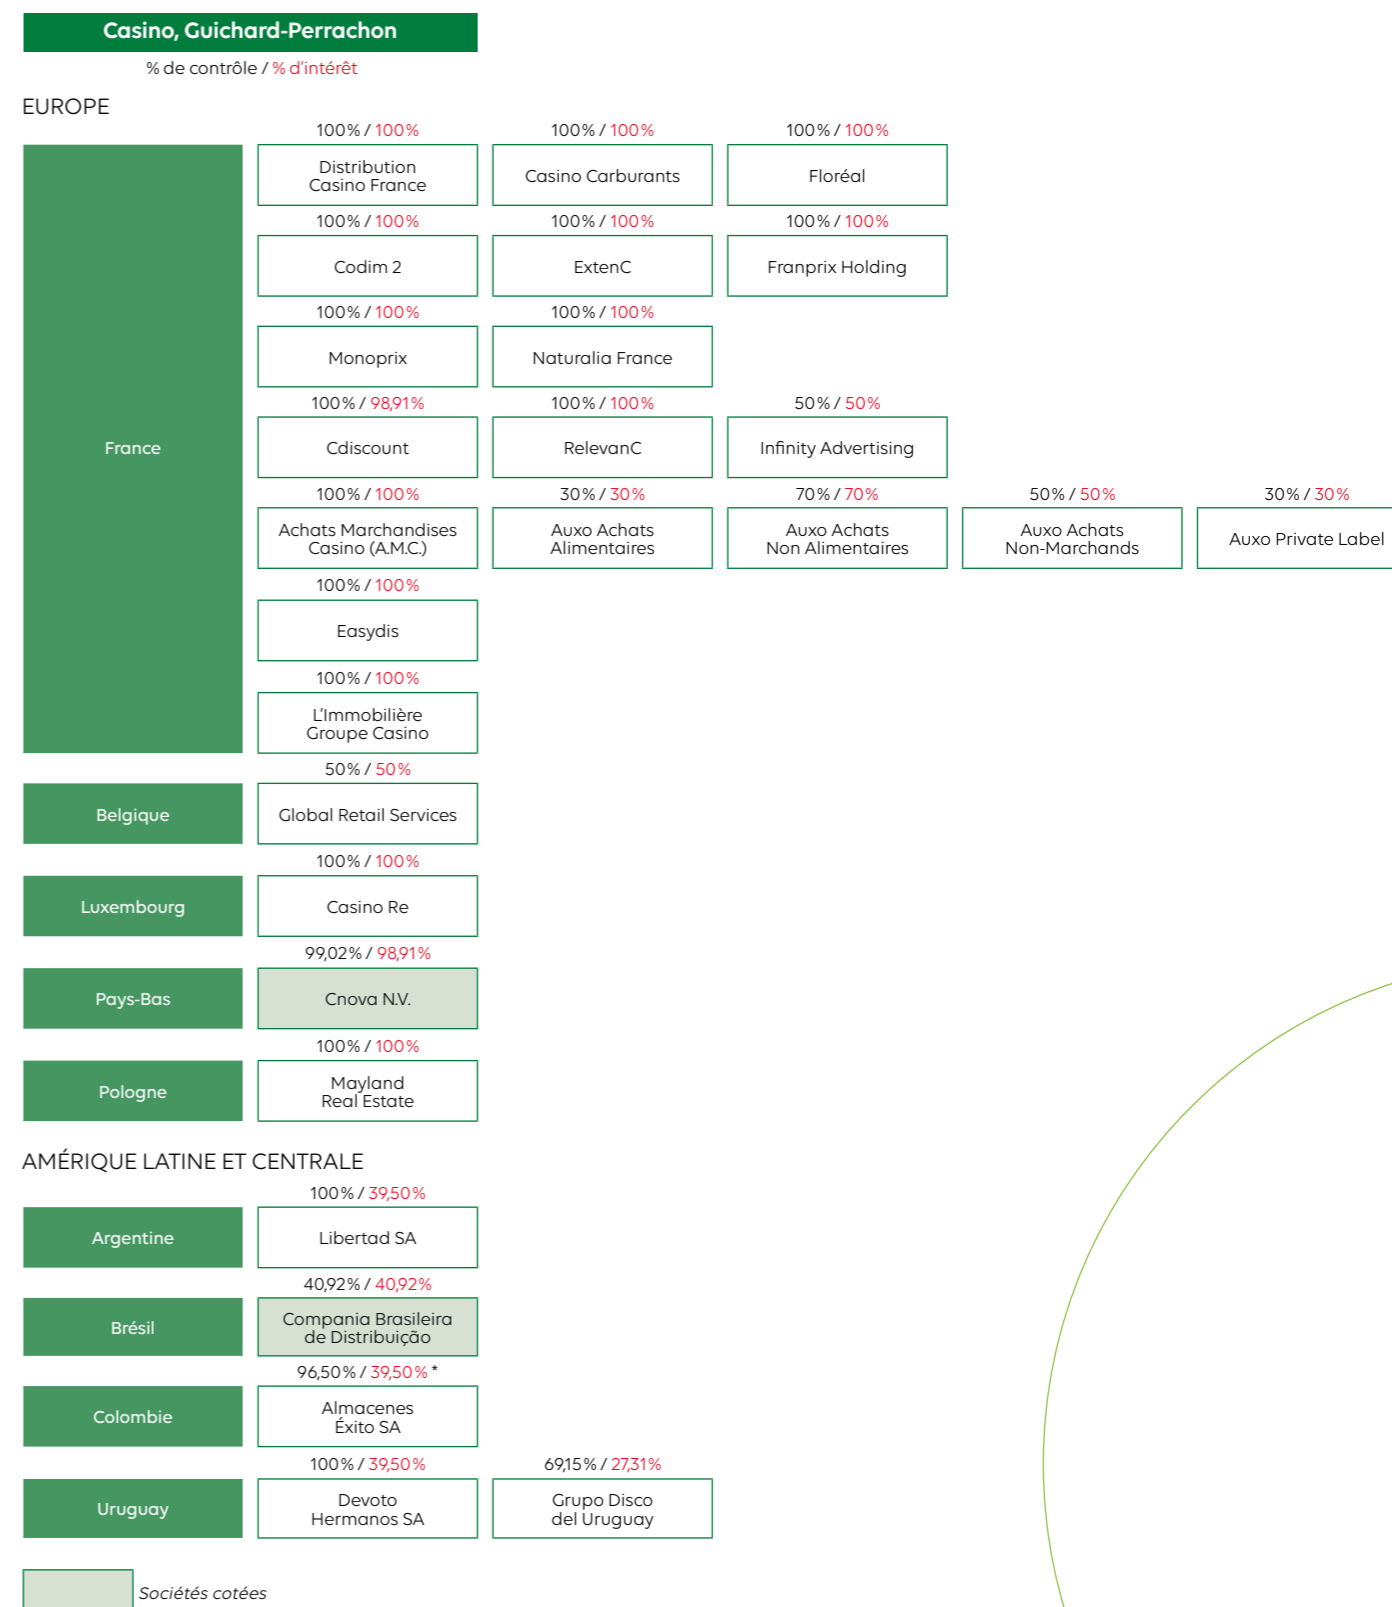 Casino, Guichard-Perrachon
% de contrôle / % d'intérêt
EUROPE
100% / 100% 100% / 100% 100% / 100%
Distribution
Casino France
Casino Carburants
Floréal
100% / 100% 100% / 100% 100% / 100%
Codim 2
ExtenC
Franprix Holding
100% / 100% 100% / 100%
Monoprix
Naturalia France
100% / 98,91% 100% / 100% 50% / 50%
France
Cdiscount
RelevanC
Infinity Advertising
100% / 100% 30% / 30% 70% / 70% 50% / 50% 30% / 30%
Achats Marchandises
Casino (A.M.C.)
Auxo Achats
Alimentaires
Auxo Achats
Non Alimentaires
Auxo Achats
Non-Marchands
Auxo Private Label
100% / 100%
Easydis
100% / 100%
L'Immobilière
Groupe Casino
50% / 50%
Belgique
Global Retail Services
100% / 100%
Luxembourg
Casino Re
99,02% / 98,91%
Pays-Bas
Cnova N.V.
100% / 100%
Pologne
Mayland
Real Estate
AMÉRIQUE LATINE ET CENTRALE
100% / 39,50%
Argentine
Libertad SA
40,92% / 40,92%
Brésil
Compania Brasileira
de Distribuição
96,50% / 39,50% *
Colombie
Almacenes
Éxito SA
100% / 39,50% 69,15% / 27,31%
Uruguay
Devoto
Hermanos SA
Grupo Disco
del Uruguay
Sociétés cotées